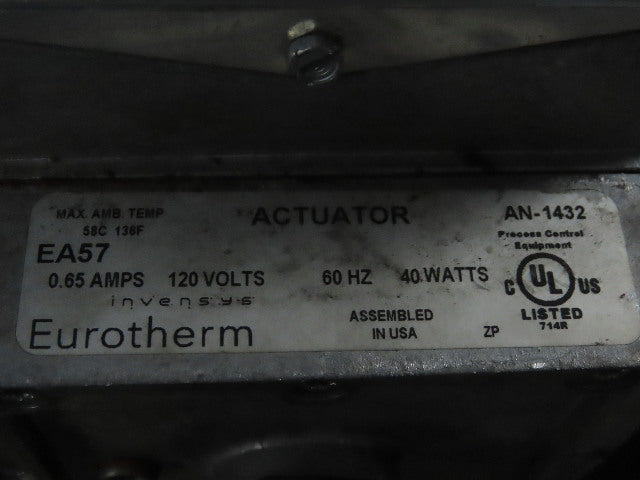 MAX. AMB. TEMP
58C 136F
ACTUATOR
AN-1432
Process Control
Equipment
EA57
0.65 AMPS 120 VOLTS 60 HZ 40 WATTS
C UL US
LISTED
714R
invensys
Eurotherm
ASSEMBLED
IN USA
ZP